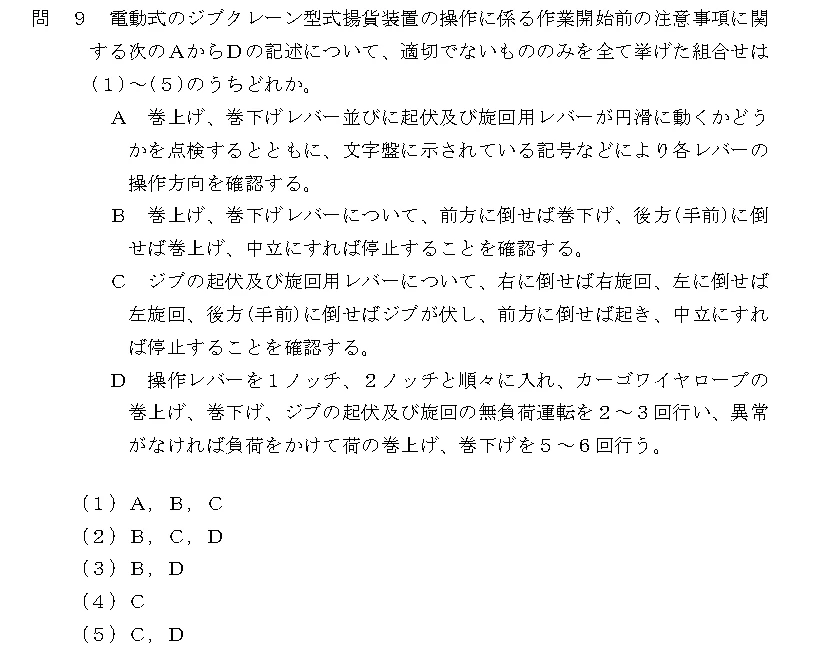 問　９　電動式のジブクレーン型式揚貨装置の操作に係る作業開始前の注意事項に関
する次のＡからＤの記述について、適切でないもののみを全て挙げた組合せは
(１)～(５)のうちどれか。
Ａ　巻上げ、巻下げレバー並びに起伏及び旋回用レバーが円滑に動くかどう
かを点検するとともに、文字盤に示されている記号などにより各レバーの
操作方向を確認する。
Ｂ　巻上げ、巻下げレバーについて、前方に倒せば巻下げ、後方(手前)に倒
せば巻上げ、中立にすれば停止することを確認する。
Ｃ　ジブの起伏及び旋回用レバーについて、右に倒せば右旋回、左に倒せば
左旋回、後方(手前)に倒せばジブが伏し、前方に倒せば起き、中立にすれ
ば停止することを確認する。
Ｄ　操作レバーを１ノッチ、２ノッチと順々に入れ、カーゴワイヤロープの
巻上げ、巻下げ、ジブの起伏及び旋回の無負荷運転を２～３回行い、異常
がなければ負荷をかけて荷の巻上げ、巻下げを５～６回行う。
(１) Ａ，Ｂ，Ｃ
(２) Ｂ，Ｃ，Ｄ
(３) Ｂ，Ｄ
(４) Ｃ
(５) Ｃ，Ｄ